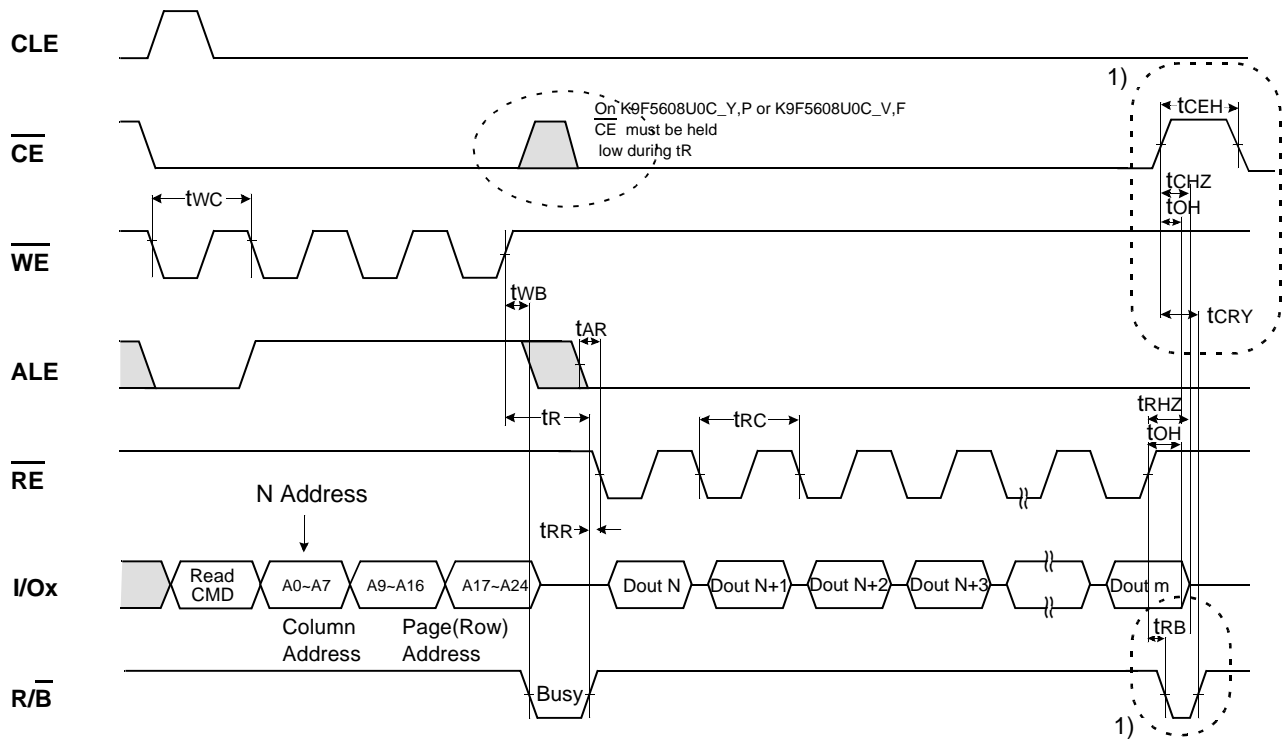 CLE
1)
tCEH
On K9F5608U0C_Y,P or K9F5608U0C_V,F
CE must be held
low during tR
CE
tCHZ
tOH
tWC
WE
tWB
tCRY
tAR
ALE
tR
tRC
tRHZ
tOH
RE
N Address
tRR
I/Ox
Read
CMD
A0~A7
A9~A16
A17~A24
Dout N
Dout N+1
Dout N+2
Dout N+3
Dout m
Column
Address
Page(Row)
Address
tRB
R/B
Busy
1)